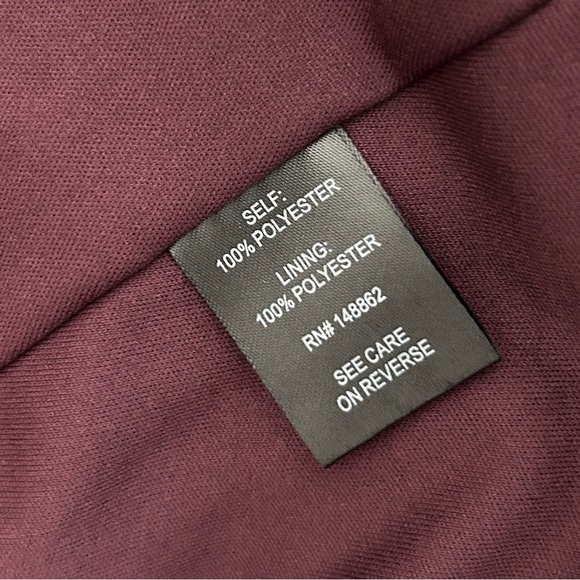 SELF:
100% POLYESTER
LINING:
100% POLYESTER
RN# 148862
SEE CARE
ON REVERSE